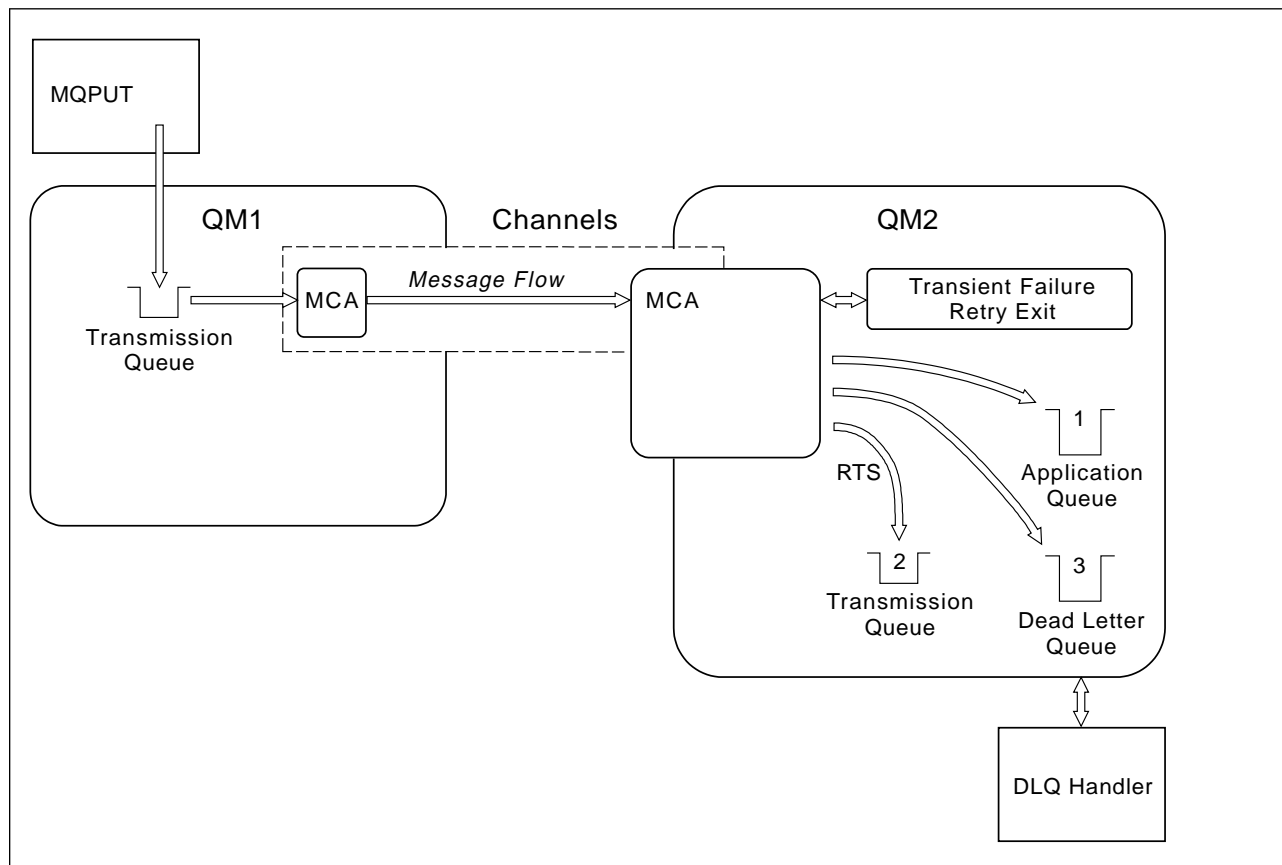 MQPUT
QM1
Channels
QM2
Message Flow
MCA
MCA
Transient Failure
Retry Exit
Transmission
Queue
1
Application
Queue
RTS
2
Transmission
Queue
3
Dead Letter
Queue
DLQ Handler